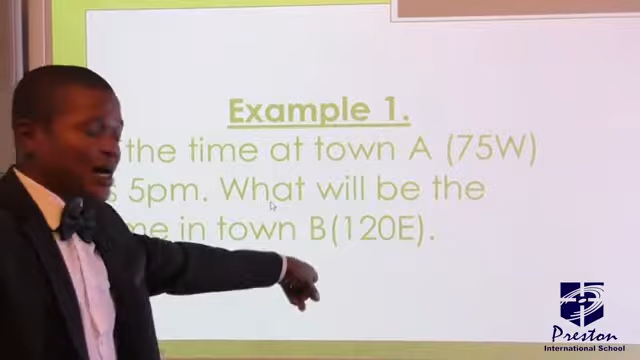 Example 1.
the time at town A (75W)
5pm. What will be the
in town B(120E).
Preston
International School